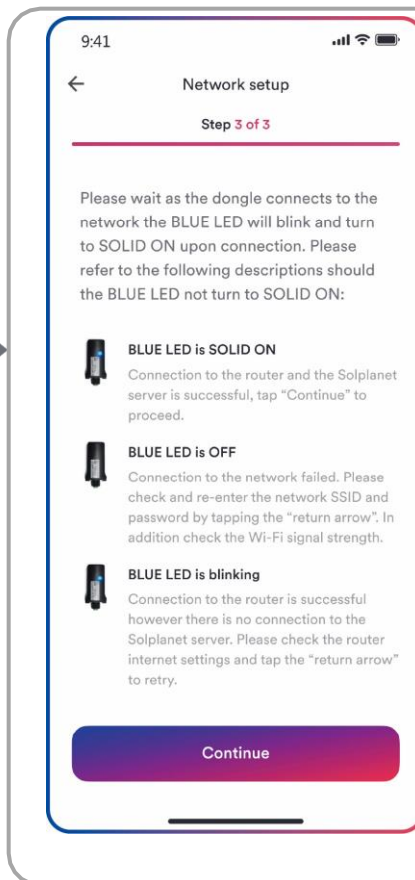 9:41
Network setup
Step 3 of 3
Please wait as the dongle connects to the
network the BLUE LED will blink and turn
to SOLID ON upon connection. Please
refer to the following descriptions should
the BLUE LED not turn to SOLID ON:
BLUE LED is SOLID ON
Connection to the router and the Solplanet
server is successful, tap “Continue” to
proceed.
BLUE LED is OFF
Connection to the network failed. Please
check and re-enter the network SSID and
password by tapping the “return arrow”. In
addition check the Wi-Fi signal strength.
BLUE LED is blinking
Connection to the router is successful
however there is no connection to the
Solplanet server. Please check the router
internet settings and tap the “return arrow”
to retry.
Continue